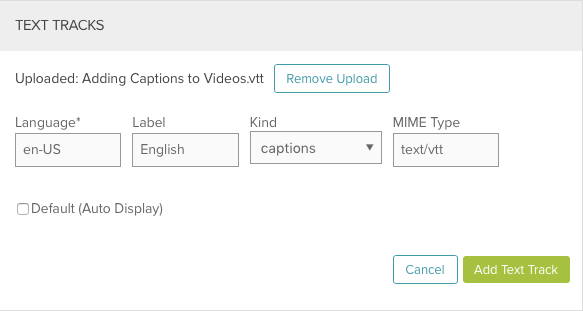 TEXT TRACKS
Uploaded: Adding Captions to Videos.vtt Remove Upload
Language* Label Kind MIME Type
en-US English captions text/vtt
Default (Auto Display)
Cancel Add Text Track